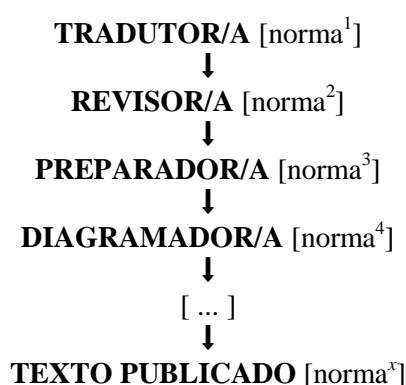 TRADUTOR/A [norma¹]
REVISOR/A [norma²]
PREPARADOR/A [norma³]
DIAGRAMADOR/A [norma⁴]
[ ... ]
TEXTO PUBLICADO [normaˣ]